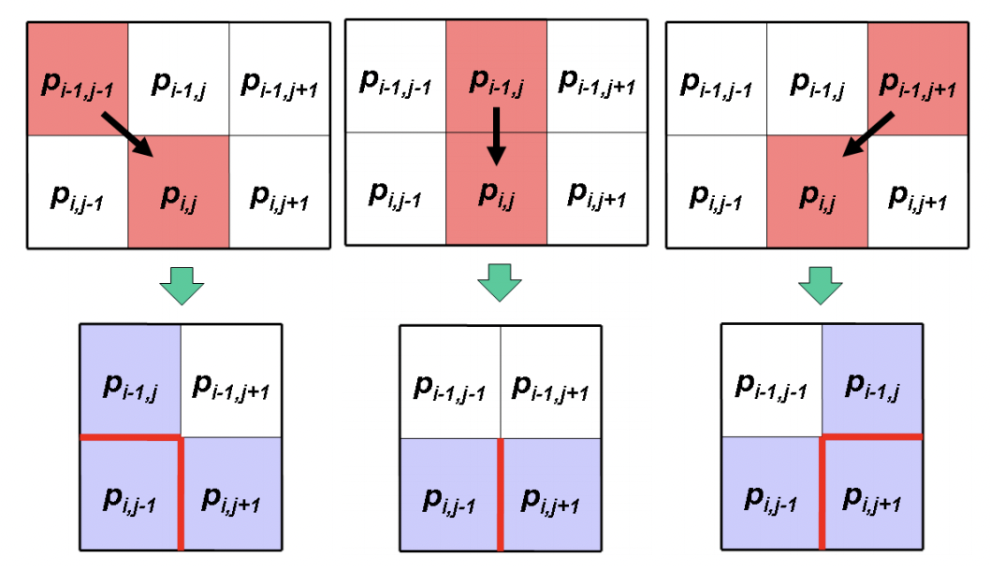 p_{i-1,j-1} p_{i-1,j} p_{i-1,j+1}
p_{i,j-1} p_{i,j} p_{i,j+1}
p_{i-1,j-1} p_{i-1,j} p_{i-1,j+1}
p_{i,j-1} p_{i,j} p_{i,j+1}
p_{i-1,j-1} p_{i-1,j} p_{i-1,j+1}
p_{i,j-1} p_{i,j} p_{i,j+1}
p_{i-1,j} p_{i-1,j+1}
p_{i,j-1} p_{i,j+1}
p_{i-1,j-1} p_{i-1,j+1}
p_{i,j-1} p_{i,j+1}
p_{i-1,j-1} p_{i-1,j}
p_{i,j-1} p_{i,j+1}